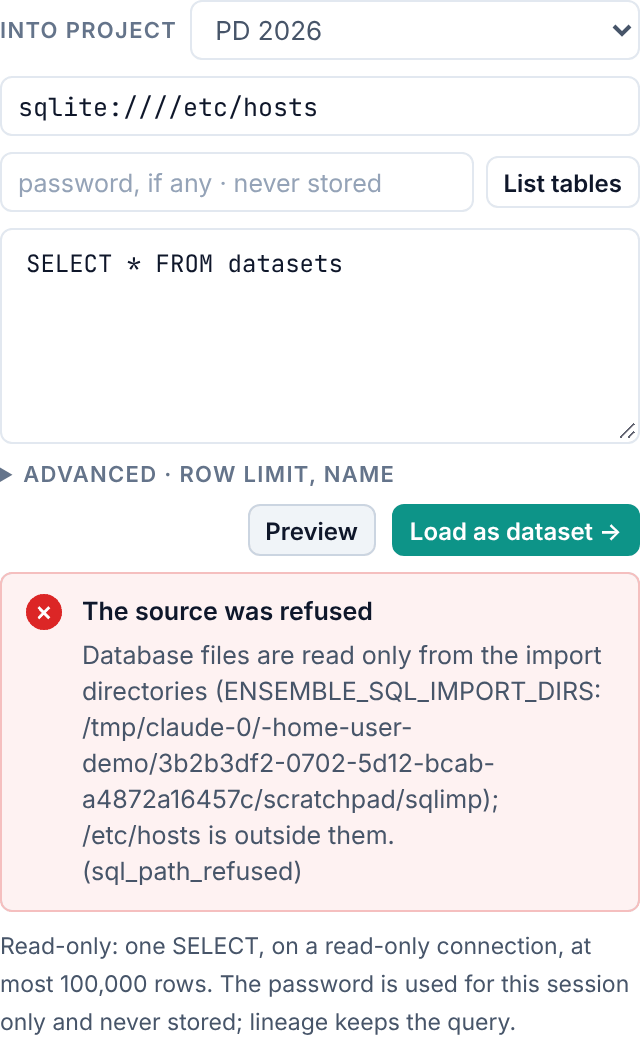 INTO PROJECT PD 2026
sqlite:////etc/hosts
password, if any · never stored List tables
SELECT * FROM datasets
▶ ADVANCED · ROW LIMIT, NAME
Preview Load as dataset →
The source was refused
Database files are read only from the import
directories (ENSEMBLE_SQL_IMPORT_DIRS:
/tmp/claude-0/-home-user-
demo/3b2b3df2-0702-5d12-bcab-
a4872a16457c/scratchpad/sqlimp);
/etc/hosts is outside them.
(sql_path_refused)
Read-only: one SELECT, on a read-only connection, at
most 100,000 rows. The password is used for this session
only and never stored; lineage keeps the query.